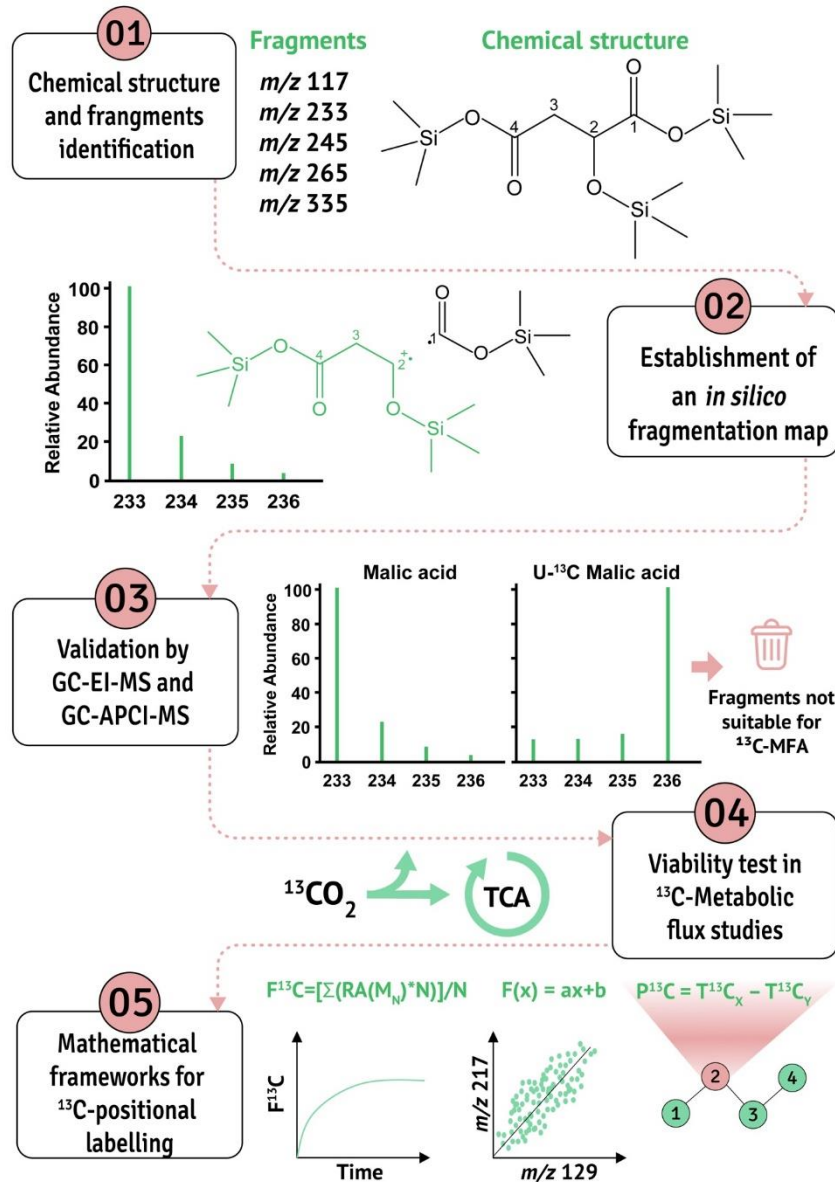 01
Chemical structure
and frangments
identification
Fragments
m/z 117
m/z 233
m/z 245
m/z 265
m/z 335
Chemical structure
Si
O
4
O
3
2
O
1
O
Si
O
Si
02
Establishment of
an in silico
fragmentation map
Relative Abundance
100
80
60
40
20
0
233 234 235 236
Si
O
4
O
3
2
+.
O
Si
O
.1
O
Si
03
Validation by
GC-EI-MS and
GC-APCI-MS
Malic acid
U-¹³C Malic acid
Relative Abundance
100
80
60
40
20
0
233 234 235 236
233 234 235 236
Fragments not
suitable for
¹³C-MFA
04
Viability test in
¹³C-Metabolic
flux studies
¹³CO₂
TCA
05
Mathematical
frameworks for
¹³C-positional
labelling
F¹³C=[Σ(RA(M_N)*N)]/N
F¹³C
Time
F(x) = ax+b
m/z 217
m/z 129
P¹³C = T¹³C_X – T¹³C_Y
1
2
3
4